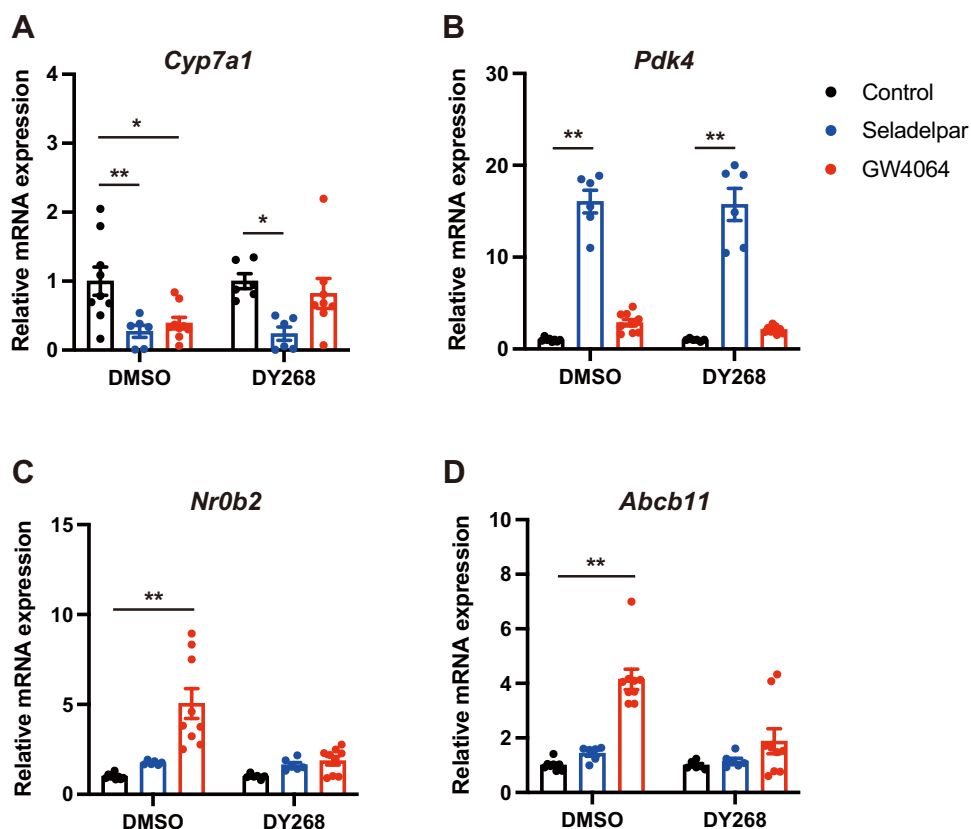 A
Cyp7a1
Relative mRNA expression
4
3
2
1
0
*
**
*
DMSO
DY268
B
Pdk4
Relative mRNA expression
30
20
10
0
**
**
DMSO
DY268
Control
Seladelpar
GW4064
C
Nr0b2
Relative mRNA expression
15
10
5
0
**
DMSO
DY268
D
Abcb11
Relative mRNA expression
10
8
6
4
2
0
**
DMSO
DY268